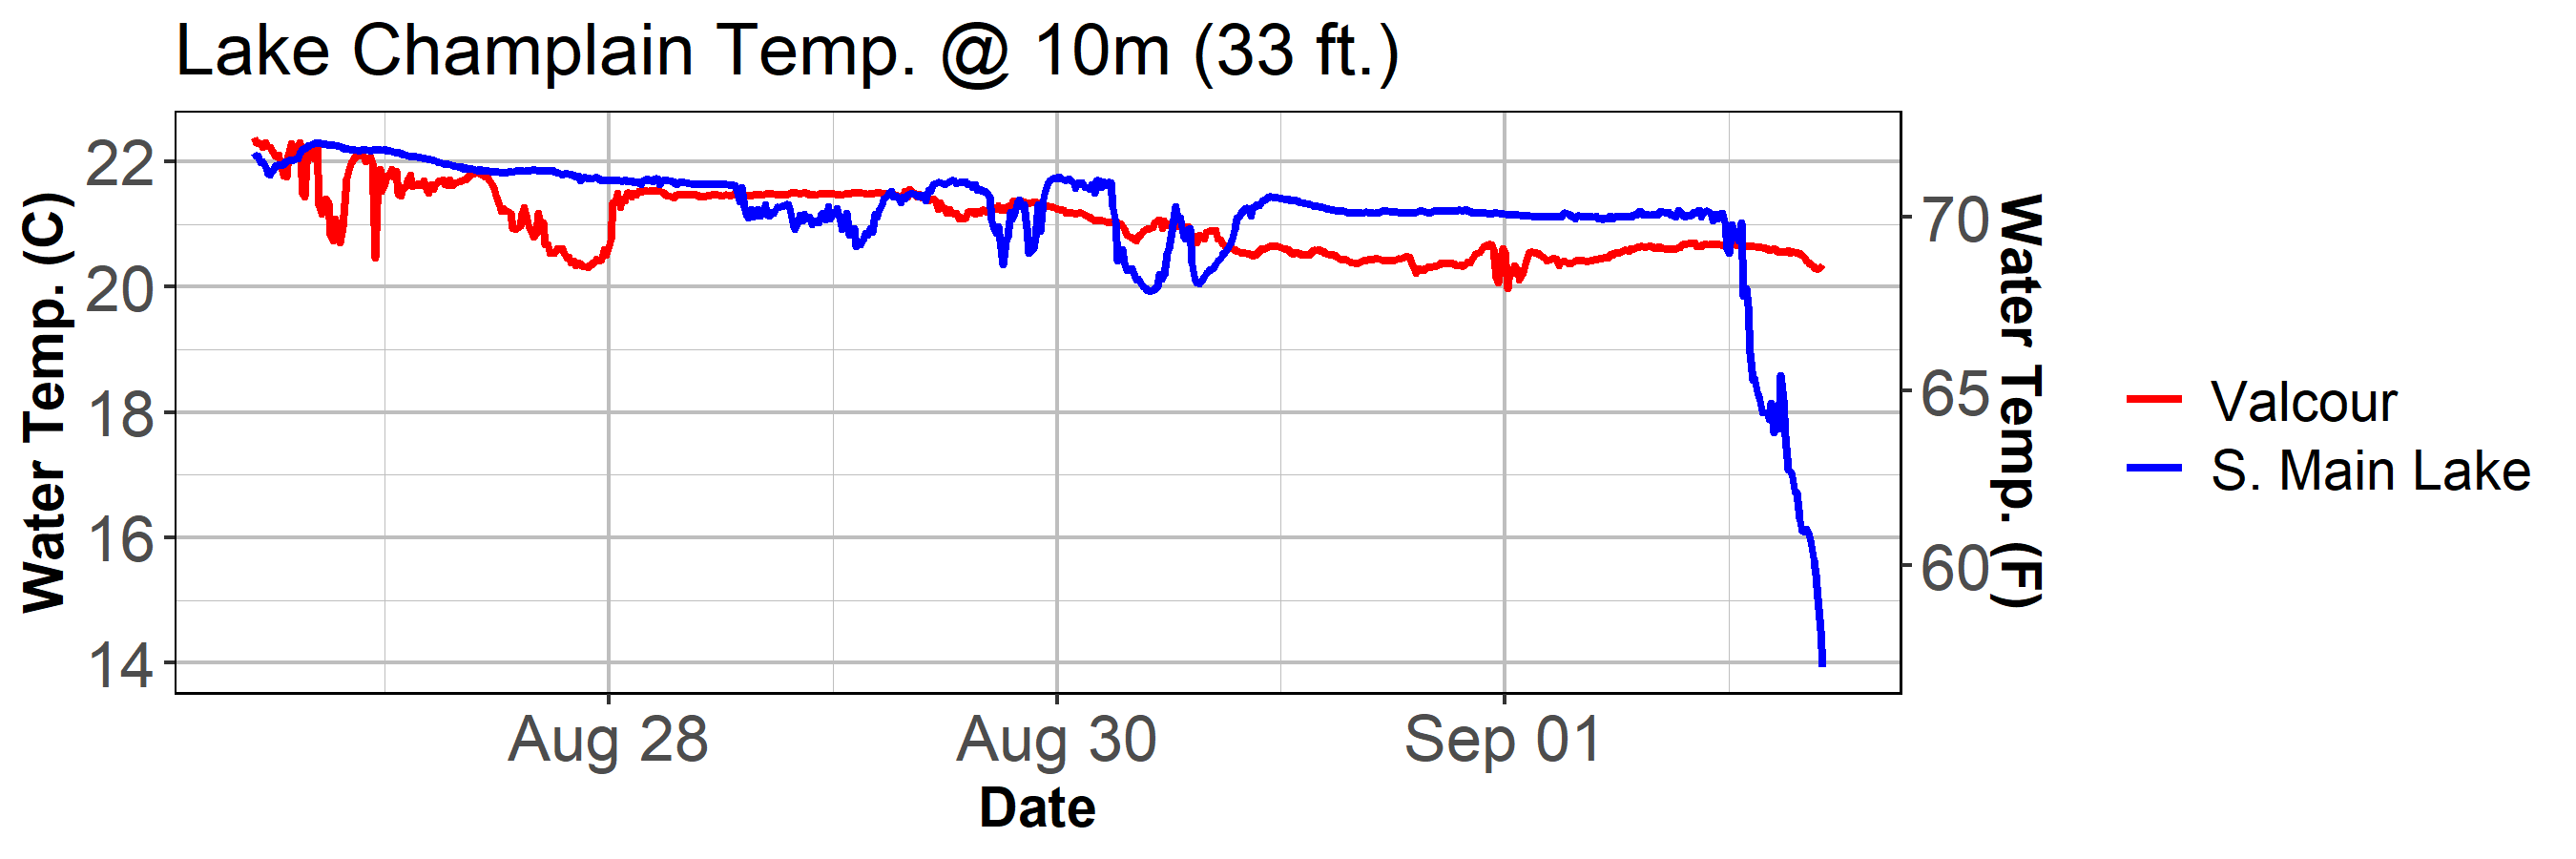 Lake Champlain Temp. @ 10m (33 ft.)
Water Temp. (C)
22
20
18
16
14
70
65
60
Water Temp. (F)
Aug 28
Aug 30
Sep 01
Date
Valcour
S. Main Lake